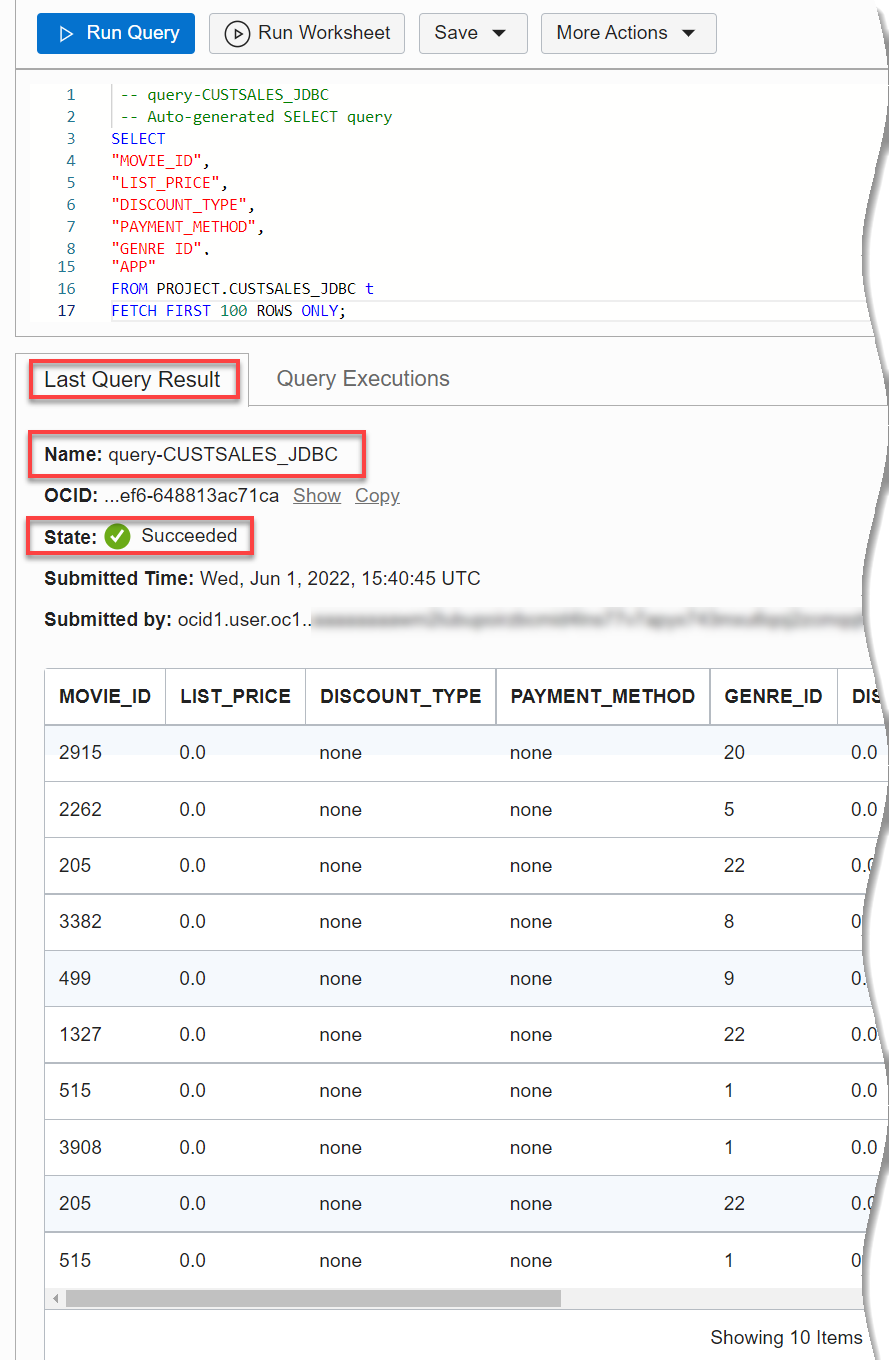 Run Query Run Worksheet Save More Actions
1 -- query-CUSTSALES_JDBC
2 -- Auto-generated SELECT query
3 SELECT
4 "MOVIE_ID",
5 "LIST_PRICE",
6 "DISCOUNT_TYPE",
7 "PAYMENT_METHOD",
8 "GENRE_ID",
15 "APP"
16 FROM PROJECT.CUSTSALES_JDBC t
17 FETCH FIRST 100 ROWS ONLY;
Last Query Result Query Executions
Name: query-CUSTSALES_JDBC
OCID: ...ef6-648813ac71ca Show Copy
State: Succeeded
Submitted Time: Wed, Jun 1, 2022, 15:40:45 UTC
Submitted by: ocid1.user.oc1..
MOVIE_ID LIST_PRICE DISCOUNT_TYPE PAYMENT_METHOD GENRE_ID DIS
2915 0.0 none none 20 0.0
2262 0.0 none none 5 0.0
205 0.0 none none 22 0.0
3382 0.0 none none 8 0
499 0.0 none none 9 0.
1327 0.0 none none 22 0.0
515 0.0 none none 1 0.0
3908 0.0 none none 1 0.0
205 0.0 none none 22 0.0
515 0.0 none none 1 0
Showing 10 Items